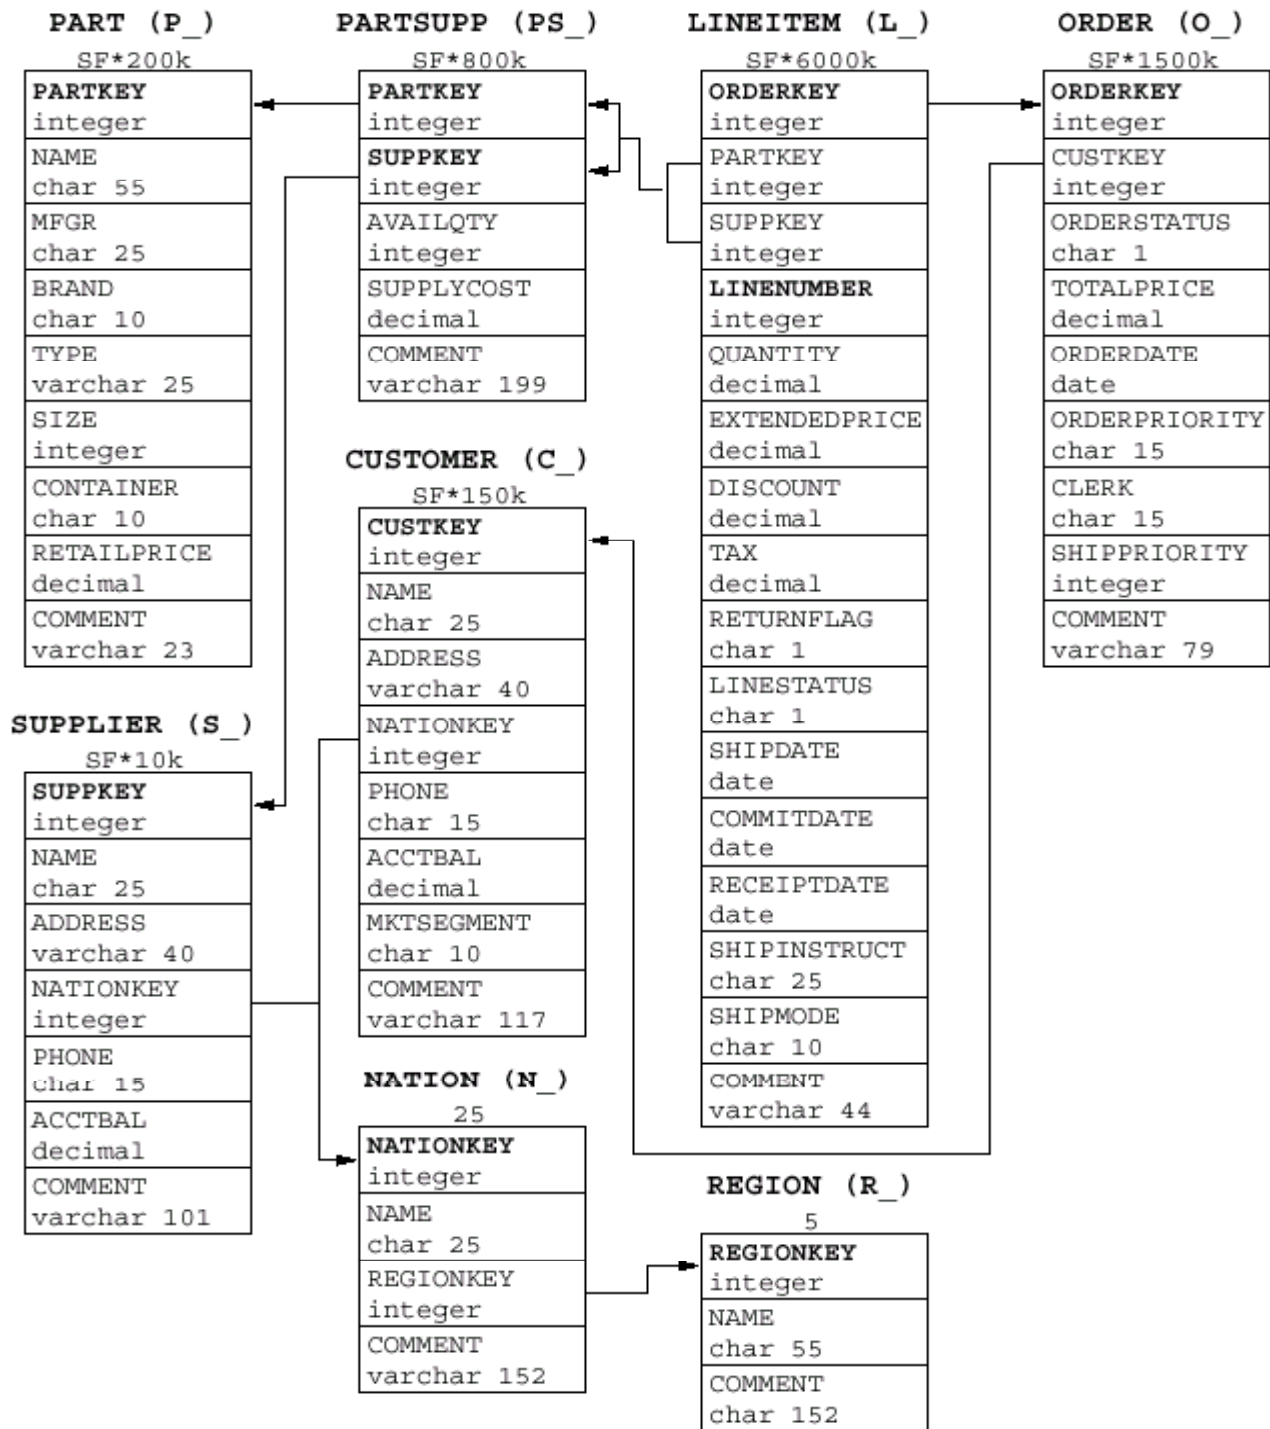 PART (P_)
SF*200k
PARTKEY
integer
NAME
char 55
MFGR
char 25
BRAND
char 10
TYPE
varchar 25
SIZE
integer
CONTAINER
char 10
RETAILPRICE
decimal
COMMENT
varchar 23
SUPPLIER (S_)
SF*10k
SUPPKEY
integer
NAME
char 25
ADDRESS
varchar 40
NATIONKEY
integer
PHONE
char 15
ACCTBAL
decimal
COMMENT
varchar 101
PARTSUPP (PS_)
SF*800k
PARTKEY
integer
SUPPKEY
integer
AVAILQTY
integer
SUPPLYCOST
decimal
COMMENT
varchar 199
CUSTOMER (C_)
SF*150k
CUSTKEY
integer
NAME
char 25
ADDRESS
varchar 40
NATIONKEY
integer
PHONE
char 15
ACCTBAL
decimal
MKTSEGMENT
char 10
COMMENT
varchar 117
NATION (N_)
25
NATIONKEY
integer
NAME
char 25
REGIONKEY
integer
COMMENT
varchar 152
LINEITEM (L_)
SF*6000k
ORDERKEY
integer
PARTKEY
integer
SUPPKEY
integer
LINENUMBER
integer
QUANTITY
decimal
EXTENDEDPRICE
decimal
DISCOUNT
decimal
TAX
decimal
RETURNFLAG
char 1
LINESTATUS
char 1
SHIPDATE
date
COMMITDATE
date
RECEIPTDATE
date
SHIPINSTRUCT
char 25
SHIPMODE
char 10
COMMENT
varchar 44
REGION (R_)
5
REGIONKEY
integer
NAME
char 55
COMMENT
char 152
ORDER (O_)
SF*1500k
ORDERKEY
integer
CUSTKEY
integer
ORDERSTATUS
char 1
TOTALPRICE
decimal
ORDERDATE
date
ORDERPRIORITY
char 15
CLERK
char 15
SHIPPRIORITY
integer
COMMENT
varchar 79